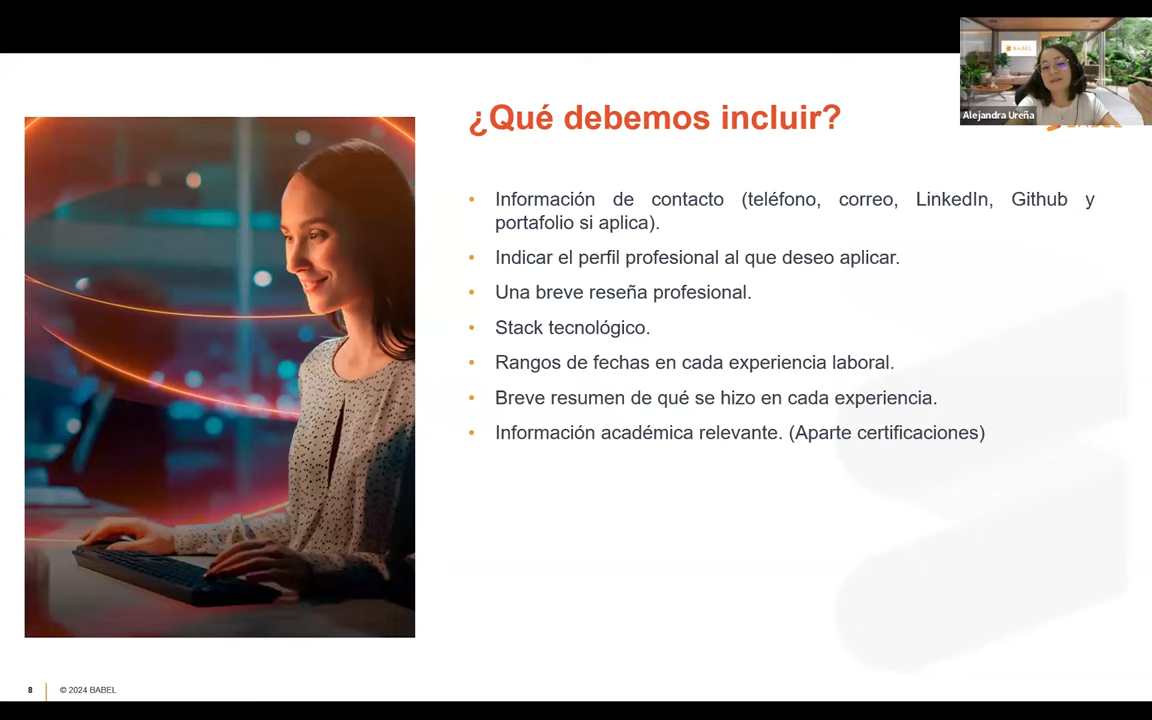 BABEL
Alejandra Ureña
¿Qué debemos incluir?
• Información de contacto (teléfono, correo, LinkedIn, Github y
portafolio si aplica).
• Indicar el perfil profesional al que deseo aplicar.
• Una breve reseña profesional.
• Stack tecnológico.
• Rangos de fechas en cada experiencia laboral.
• Breve resumen de qué se hizo en cada experiencia.
• Información académica relevante. (Aparte certificaciones)
8
© 2024 BABEL